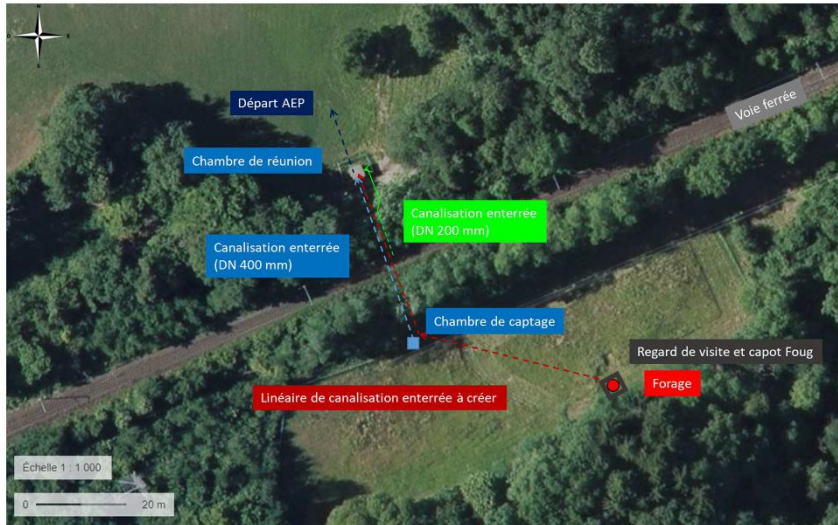 N
O
E
S
Départ AEP
Voie ferrée
Chambre de réunion
Canalisation enterrée
(DN 200 mm)
Canalisation enterrée
(DN 400 mm)
Chambre de captage
Regard de visite et capot Foug
Linéaire de canalisation enterrée à créer
Forage
Échelle 1 : 1 000
0 20 m